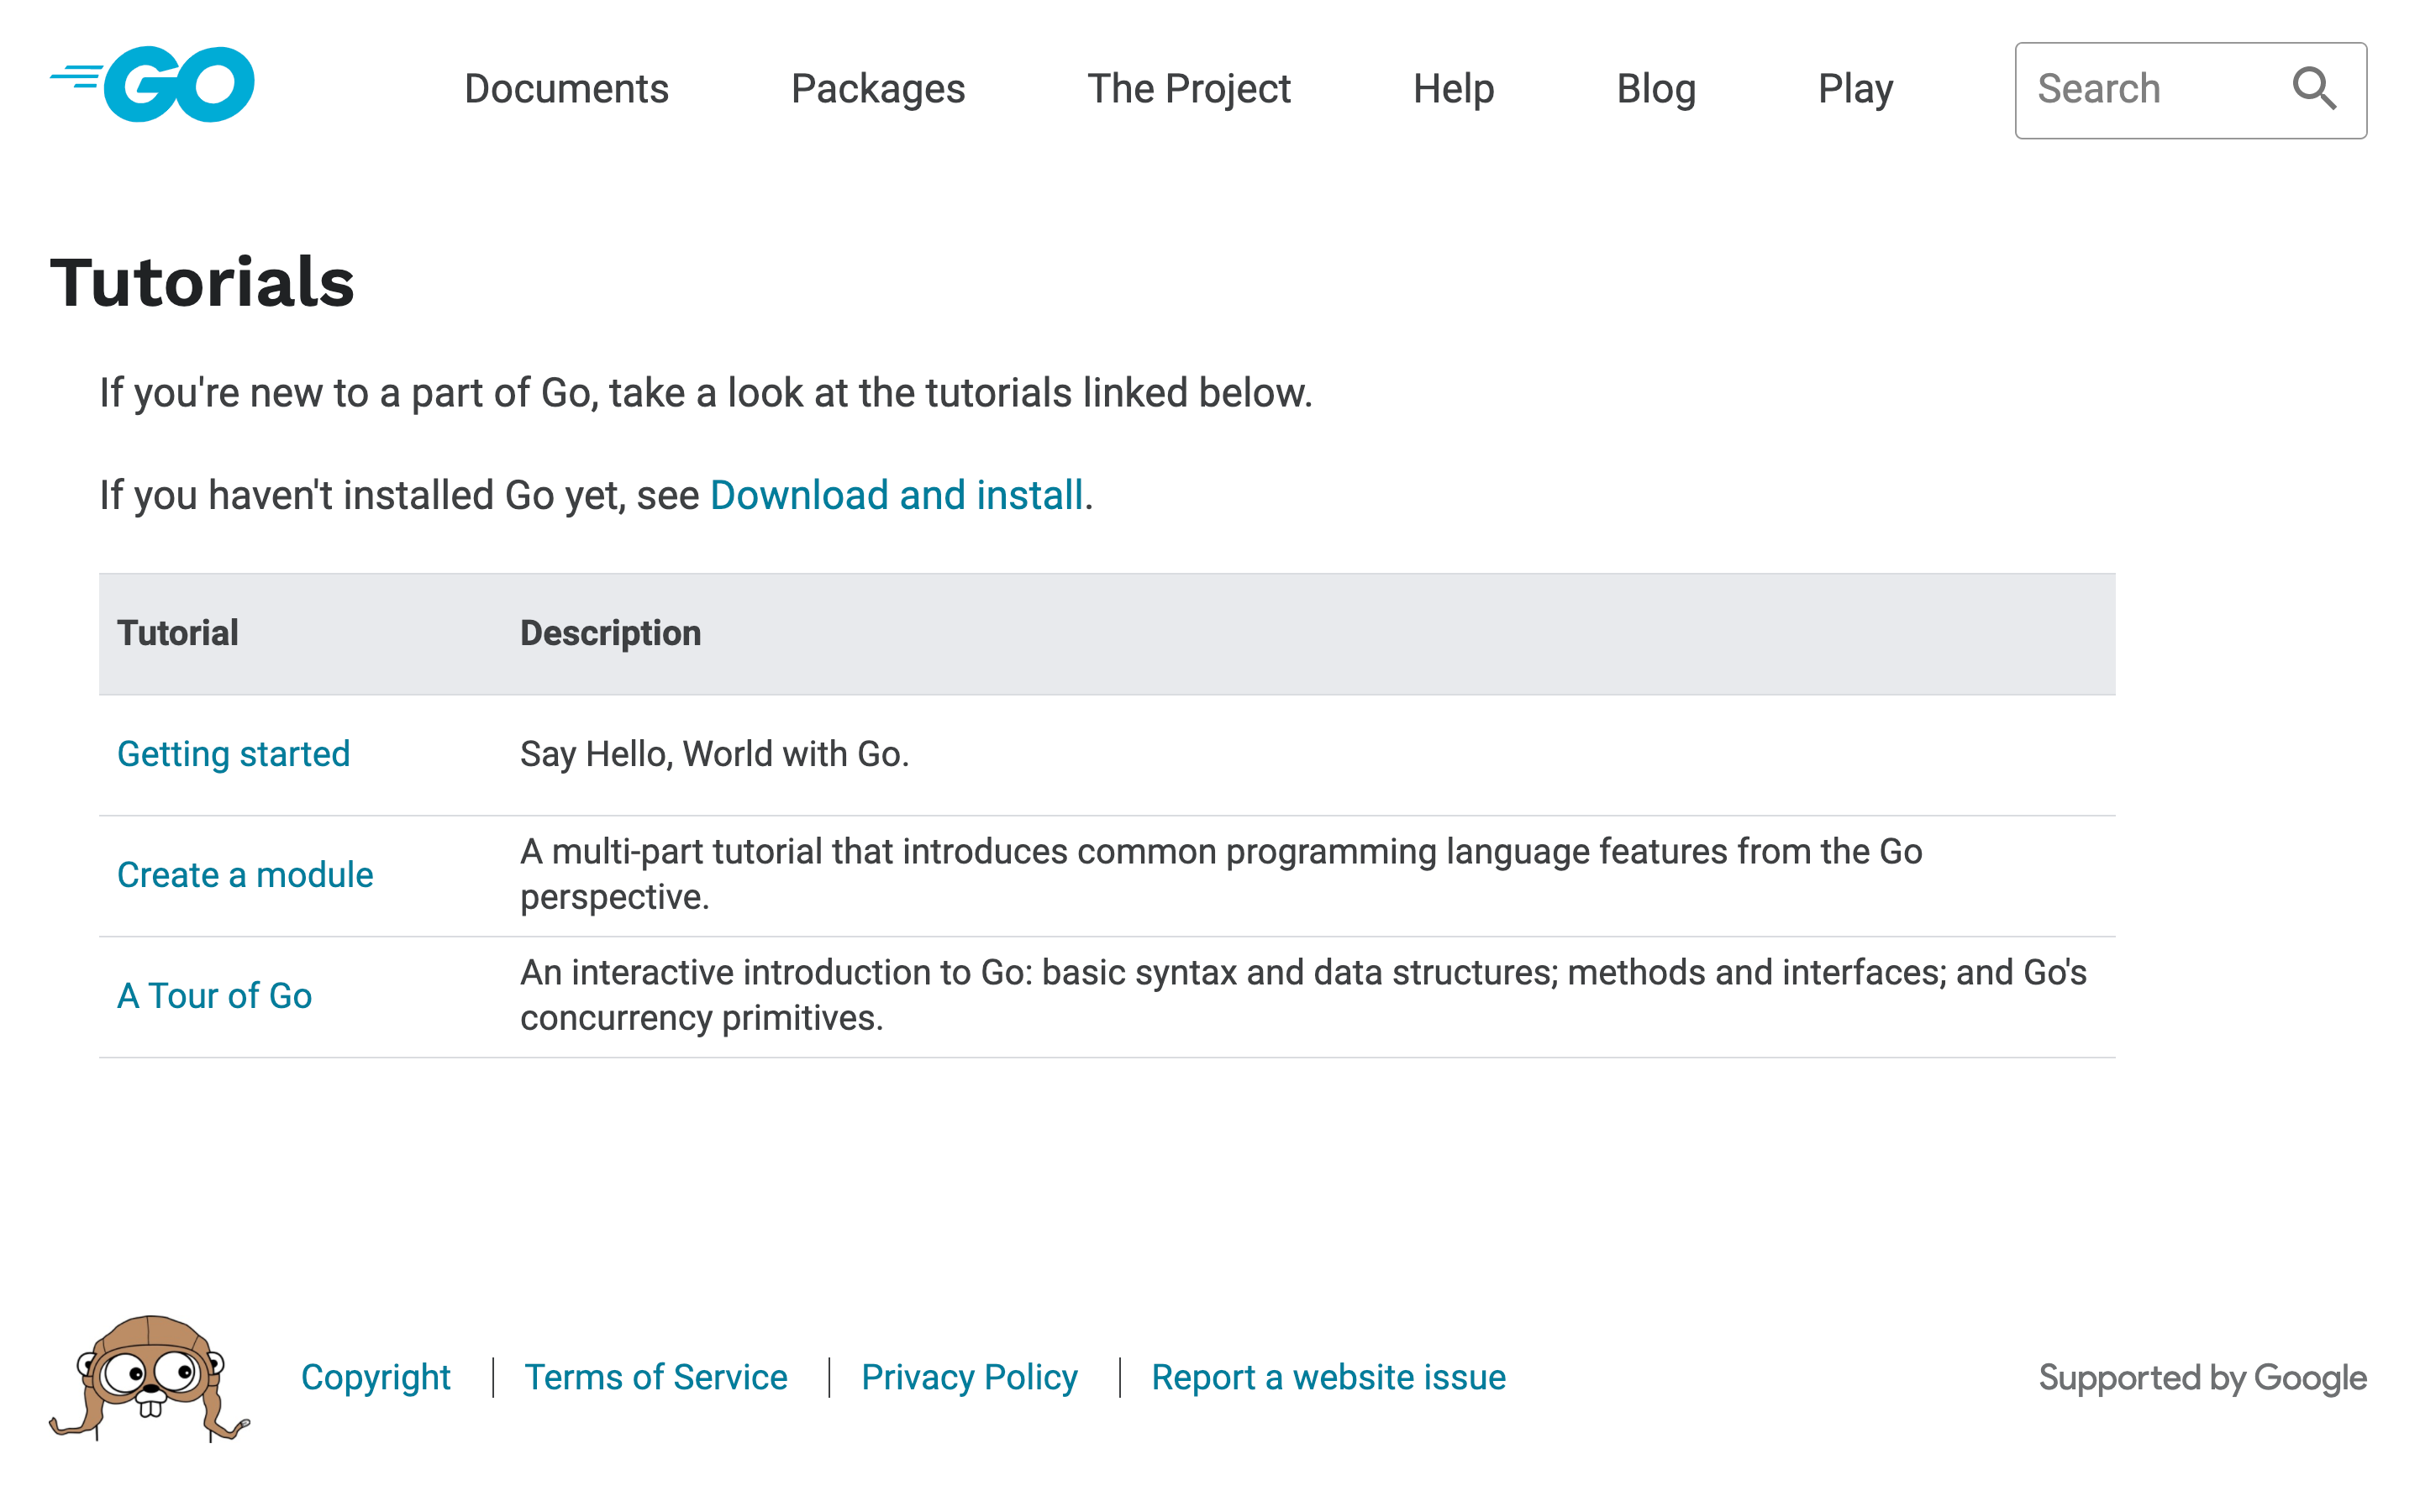 GO
Documents
Packages
The Project
Help
Blog
Play
Search
Tutorials
If you're new to a part of Go, take a look at the tutorials linked below.
If you haven't installed Go yet, see Download and install.
Tutorial
Description
Getting started
Say Hello, World with Go.
Create a module
A multi-part tutorial that introduces common programming language features from the Go
perspective.
A Tour of Go
An interactive introduction to Go: basic syntax and data structures; methods and interfaces; and Go's
concurrency primitives.
Copyright
Terms of Service
Privacy Policy
Report a website issue
Supported by Google